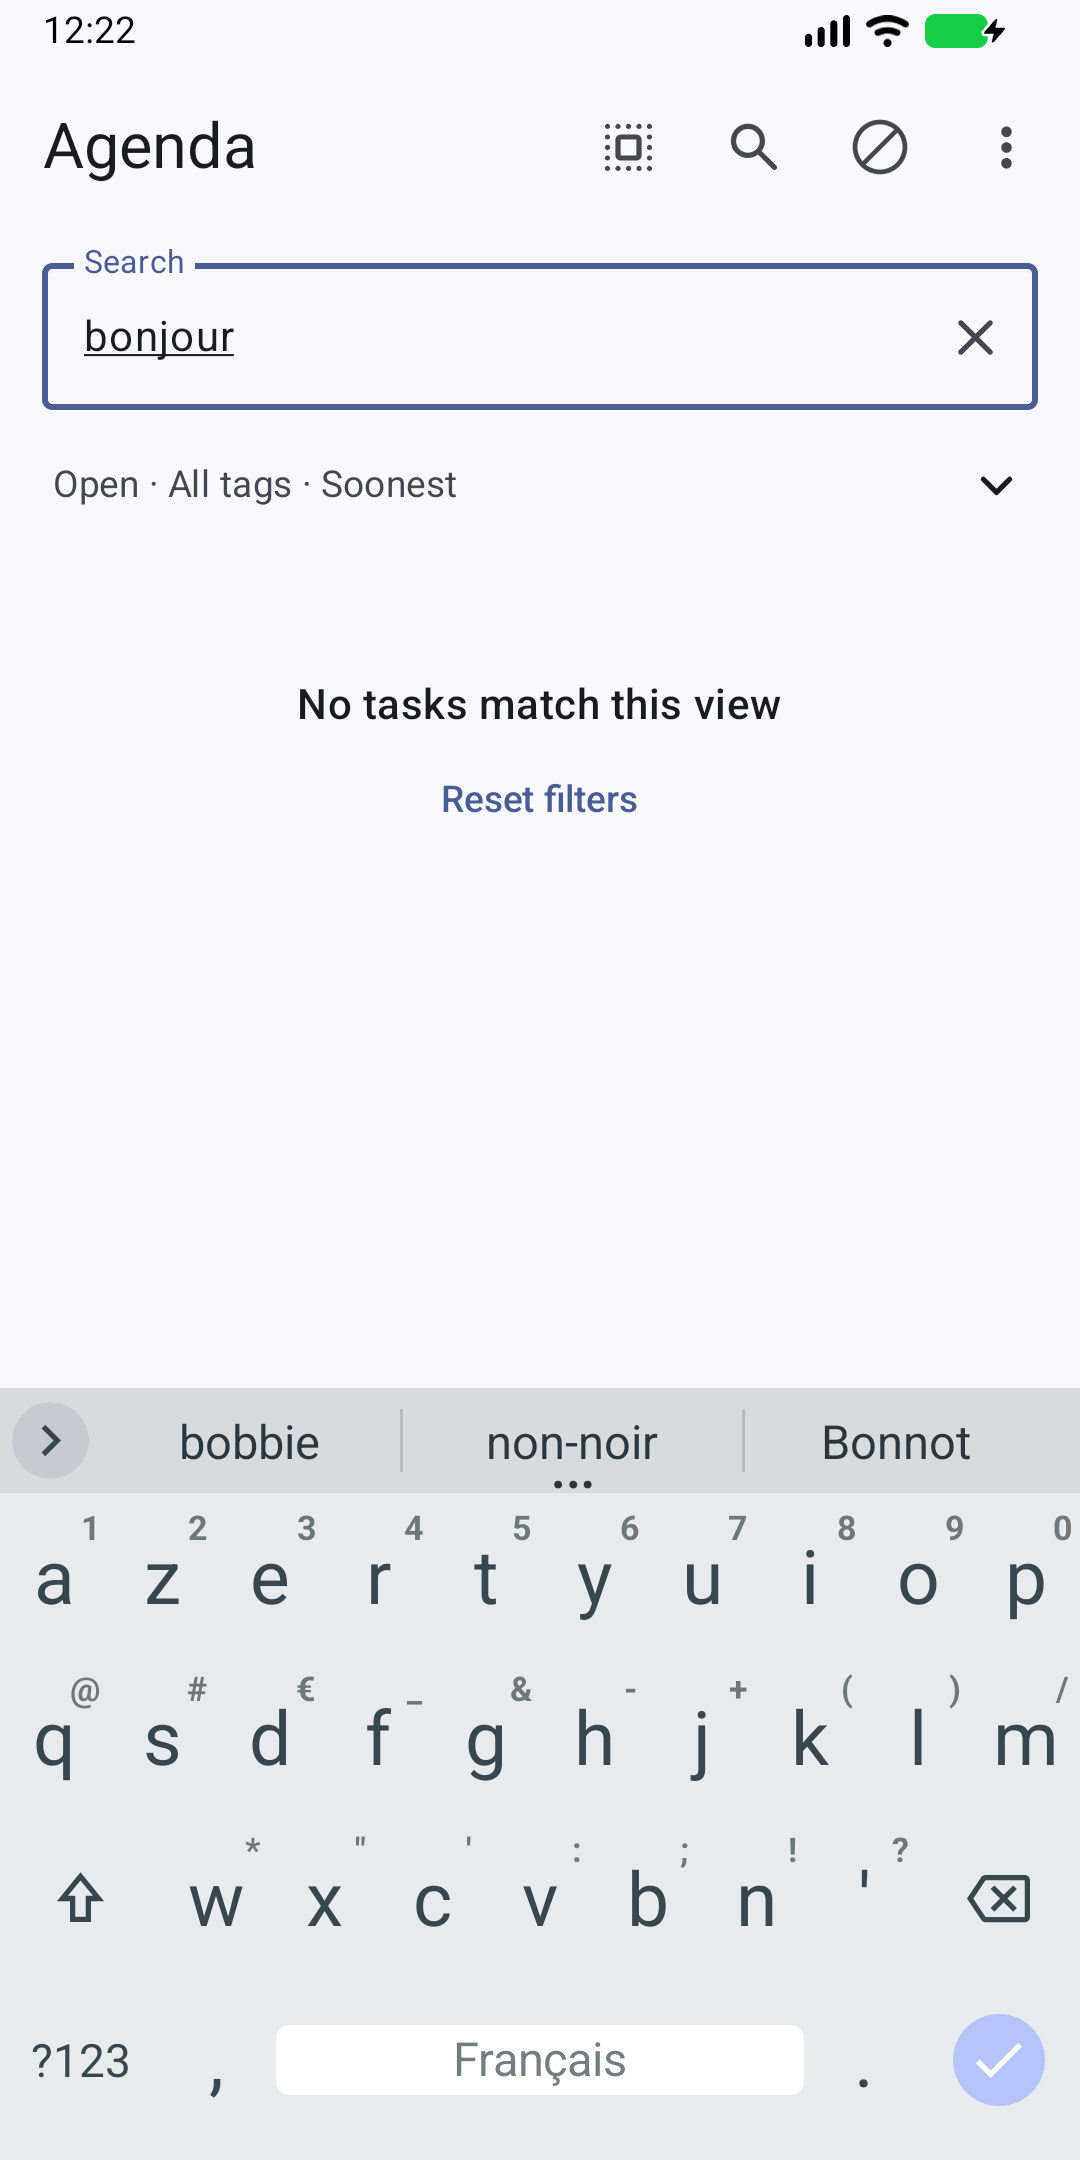 12:22
Agenda
Search
bonjour
Open · All tags · Soonest
No tasks match this view
Reset filters
bobbie non-noir Bonnot
1 2 3 4 5 6 7 8 9 0
a z e r t y u i o p
@ # € _ & - + ( ) /
q s d f g h j k l m
* " ' : ; ! ?
w x c v b n '
?123 , Français .